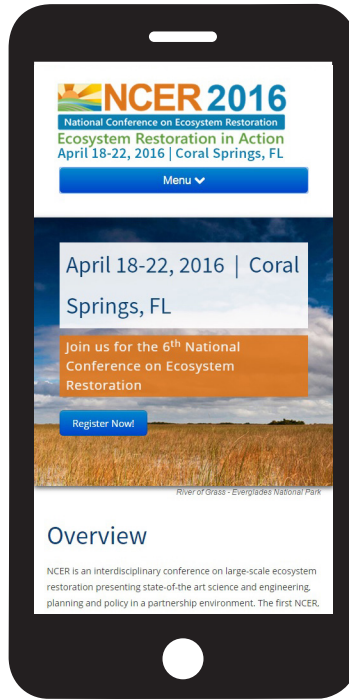 NCER 2016
National Conference on Ecosystem Restoration
Ecosystem Restoration in Action
April 18-22, 2016 | Coral Springs, FL
Menu
April 18-22, 2016 | Coral
Springs, FL
Join us for the 6th National
Conference on Ecosystem
Restoration
Register Now!
River of Grass - Everglades National Park
Overview
NCER is an interdisciplinary conference on large-scale ecosystem
restoration presenting state-of-the art science and engineering,
planning and policy in a partnership environment. The first NCER,